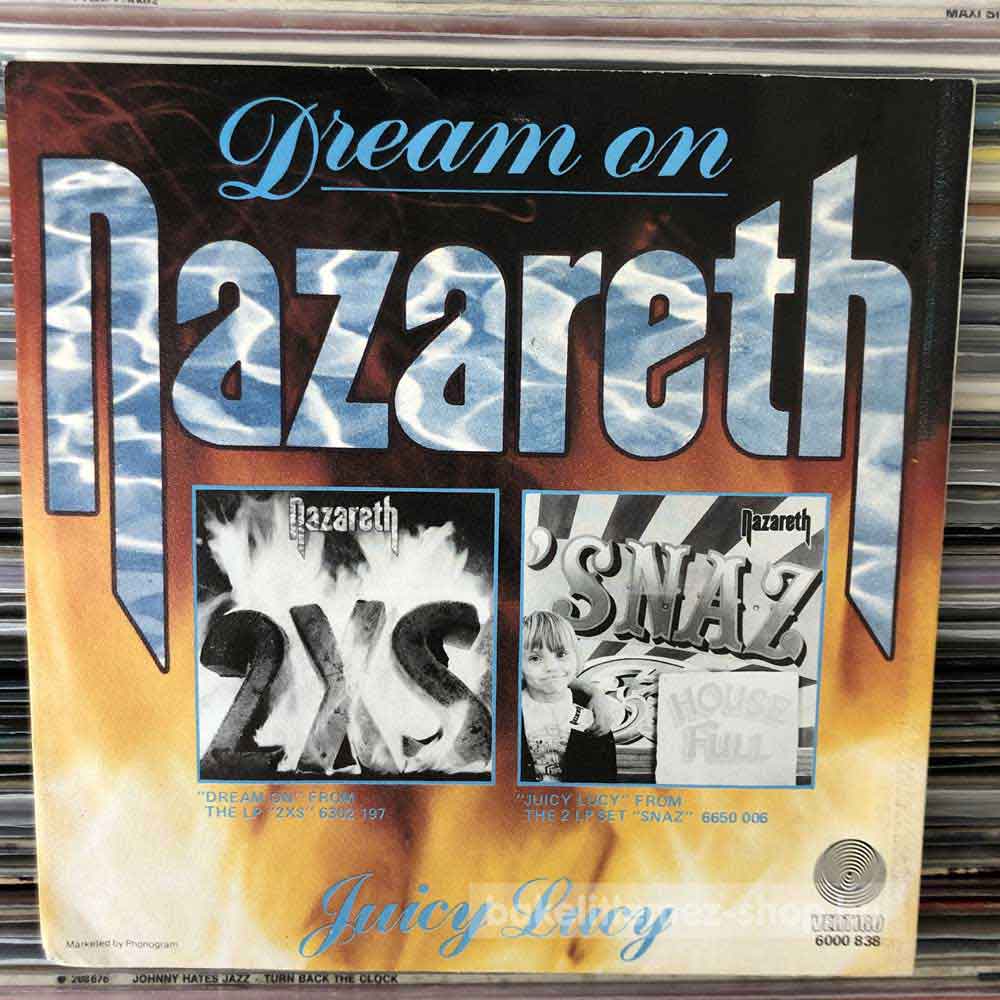 MAXI SI
Dream on
Nazareth
Nazareth
2XS
Nazareth
'SNAZ
HOUSE
FULL
"DREAM ON" FROM
THE LP "2XS" 6302 197
"JUICY LUCY" FROM
THE 2 LP SET "SNAZ" 6650 006
Juicy Lucy
VERTIGO
6000 838
Marketed by Phonogram
208676 JOHNNY HATES JAZZ - TURN BACK THE CLOCK